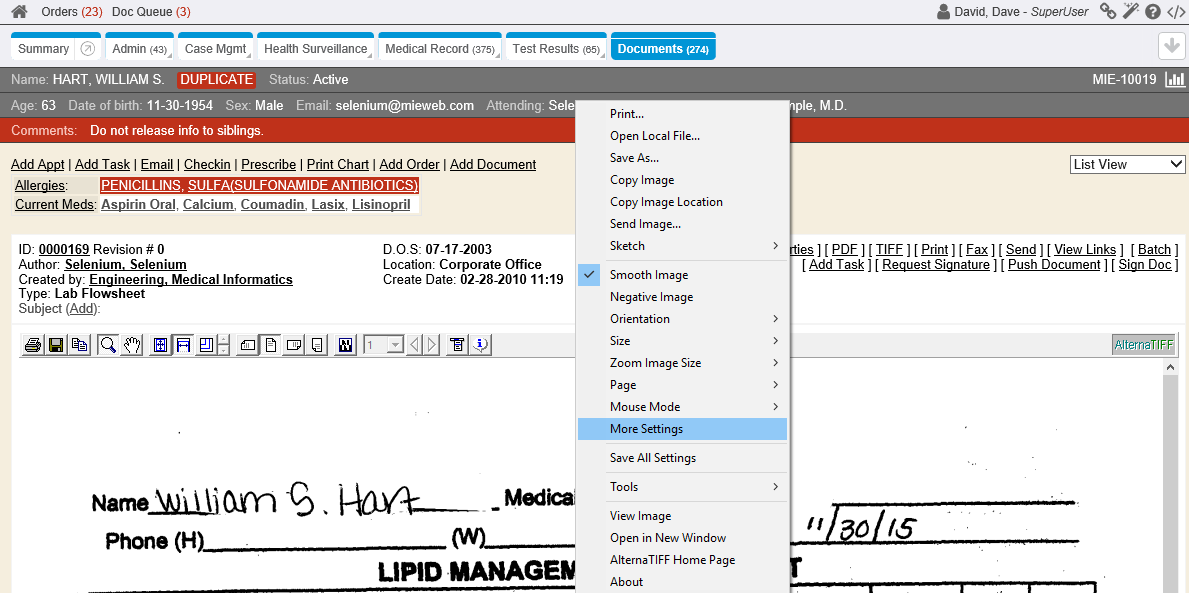 Orders (23) Doc Queue (3) David, Dave - SuperUser
Summary Admin (43) Case Mgmt Health Surveillance Medical Record (375) Test Results (65) Documents (274)
Name: HART, WILLIAM S. DUPLICATE Status: Active MIE-10019
Age: 63 Date of birth: 11-30-1954 Sex: Male Email: selenium@mieweb.com Attending: Sele mple, M.D.
Comments: Do not release info to siblings.
Add Appt | Add Task | Email | Checkin | Prescribe | Print Chart | Add Order | Add Document
List View
Allergies: PENICILLINS, SULFA(SULFONAMIDE ANTIBIOTICS)
Current Meds: Aspirin Oral, Calcium, Coumadin, Lasix, Lisinopril
ID: 0000169 Revision # 0
Author: Selenium, Selenium
Created by: Engineering, Medical Informatics
Type: Lab Flowsheet
Subject (Add):
D.O.S: 07-17-2003
Location: Corporate Office
Create Date: 02-28-2010 11:19
rties ] [ PDF ] [ TIFF ] [ Print ] [ Fax ] [ Send ] [ View Links ] [ Batch ]
[ Add Task ] [ Request Signature ] [ Push Document ] [ Sign Doc ]
1
AlternaTIFF
Print...
Open Local File...
Save As...
Copy Image
Copy Image Location
Send Image...
Sketch
Smooth Image
Negative Image
Orientation
Size
Zoom Image Size
Page
Mouse Mode
More Settings
Save All Settings
Tools
View Image
Open in New Window
AlternaTIFF Home Page
About
Name William S. Hart Medica
11/30/15
Phone (H) (W)
LIPID MANAGEM T